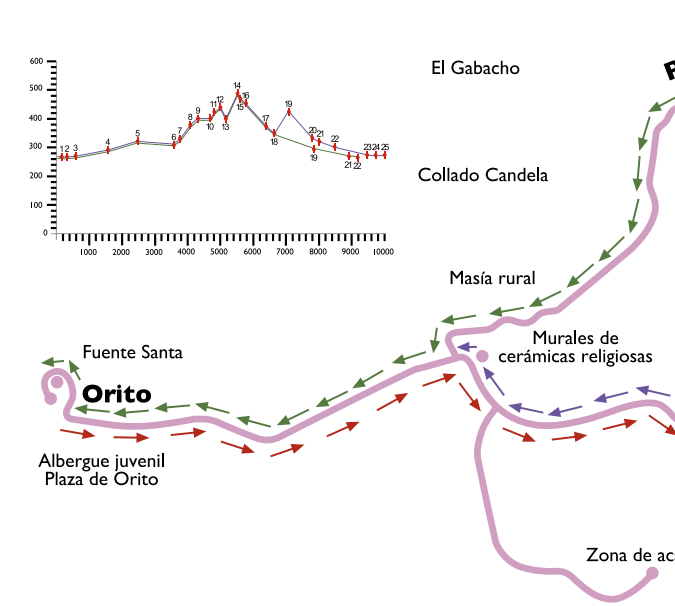 El Gabacho
P
600
500
400
300
200
100
0
1 2 3 4 5 6 7 8 9 10 11 12 13 14 15 16 17 18 19 20 21 22 23 24 25
19 21 22
1000 2000 3000 4000 5000 6000 7000 8000 9000 10000
Collado Candela
Masía rural
Murales de
cerámicas religiosas
Fuente Santa
Orito
Albergue juvenil
Plaza de Orito
Zona de aca